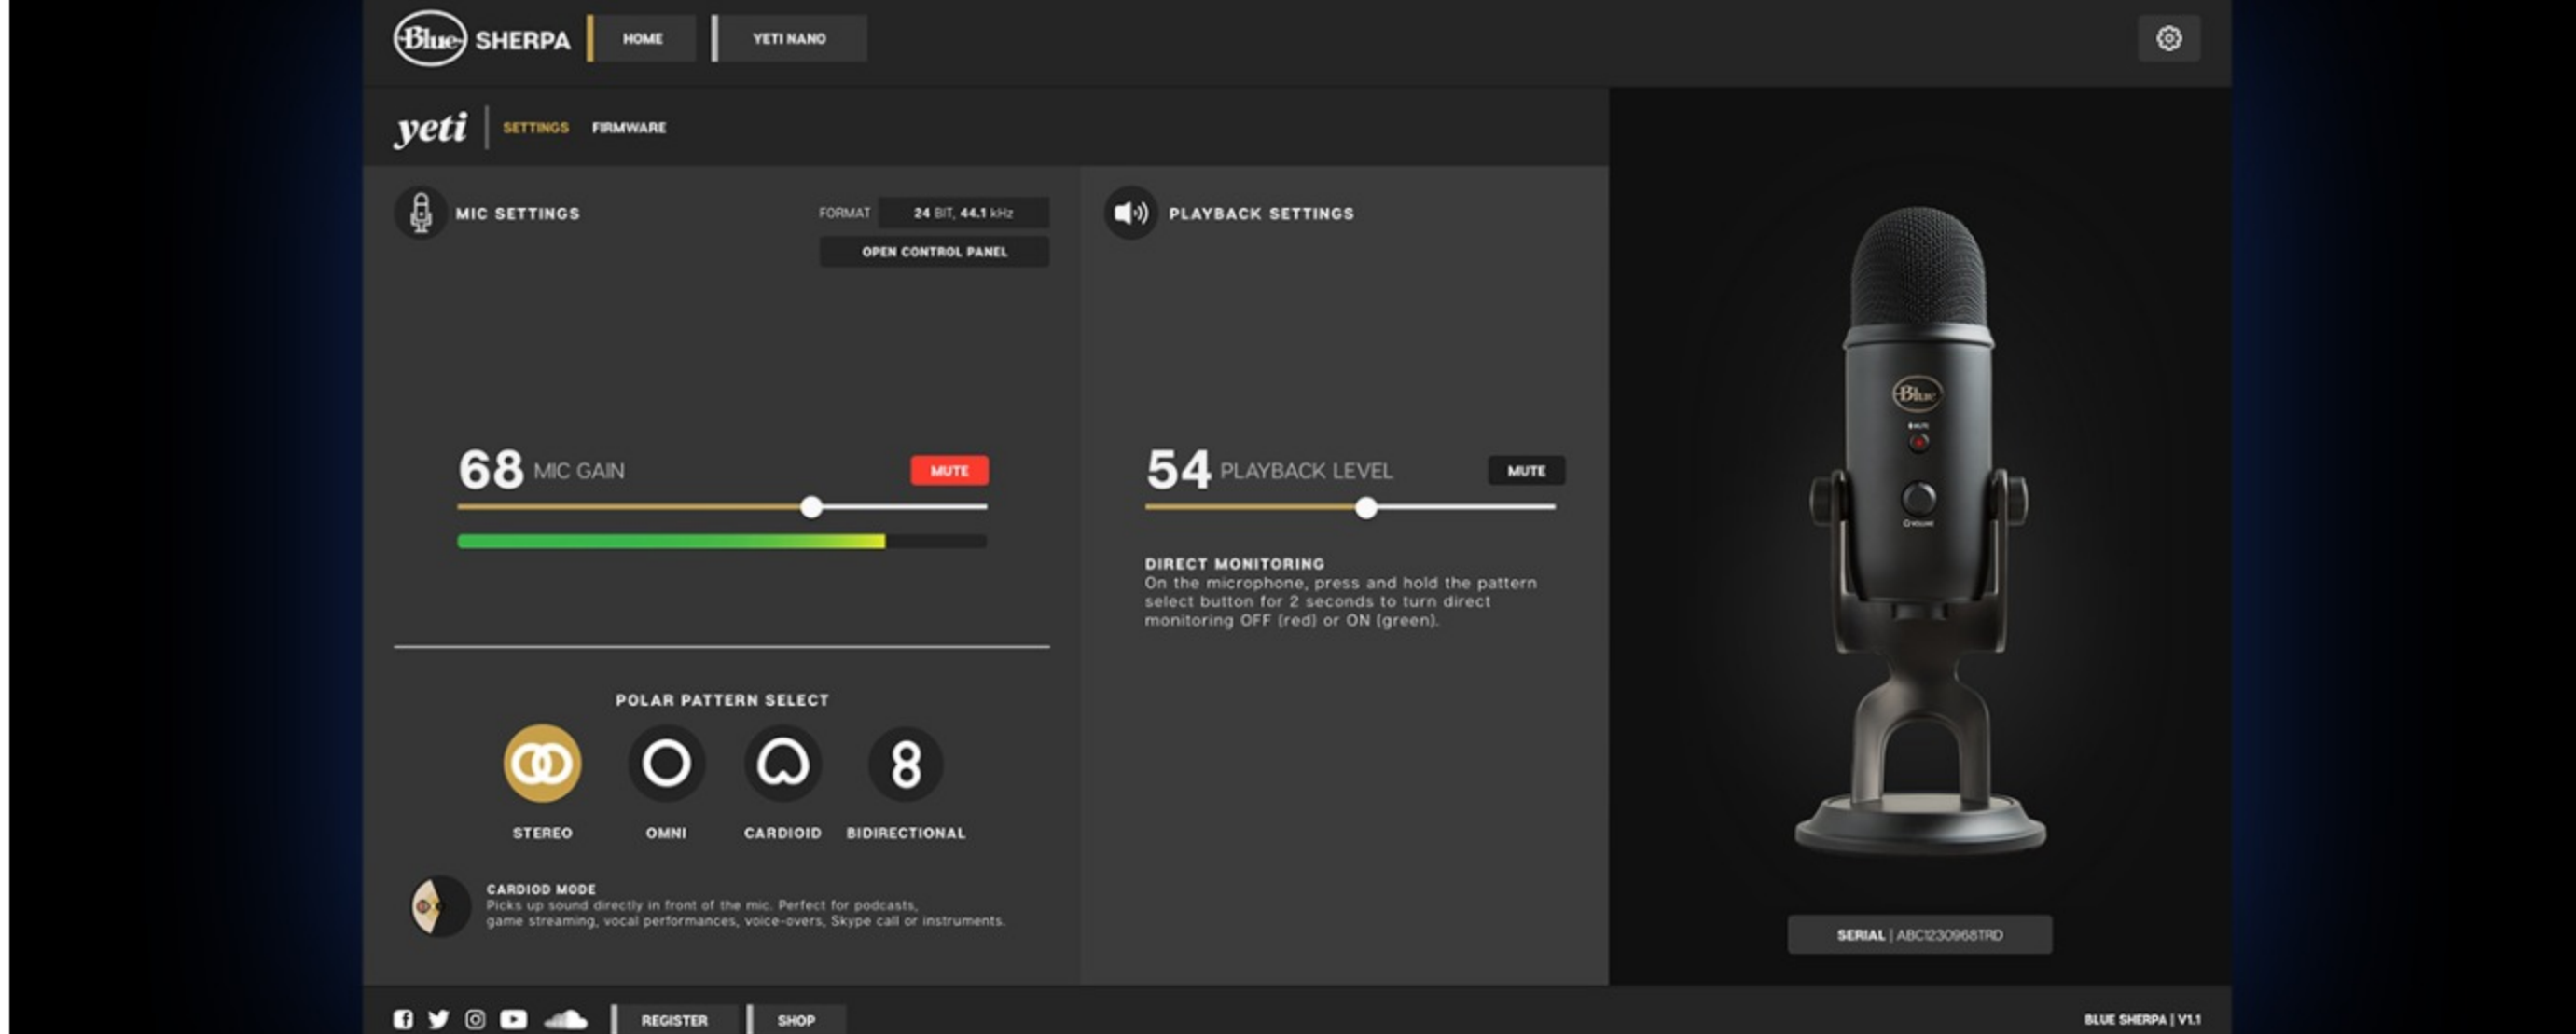 Blue SHERPA HOME YETI NANO
yeti SETTINGS FIRMWARE
MIC SETTINGS
FORMAT 24 BIT, 44.1 kHz
OPEN CONTROL PANEL
68 MIC GAIN MUTE
POLAR PATTERN SELECT
STEREO OMNI CARDIOID BIDIRECTIONAL
CARDIOD MODE
Picks up sound directly in front of the mic. Perfect for podcasts,
game streaming, vocal performances, voice-overs, Skype call or instruments.
PLAYBACK SETTINGS
54 PLAYBACK LEVEL MUTE
DIRECT MONITORING
On the microphone, press and hold the pattern
select button for 2 seconds to turn direct
monitoring OFF (red) or ON (green).
Blue
MUTE
VOLUME
SERIAL | ABC1230968TRD
REGISTER SHOP
BLUE SHERPA | V1.1